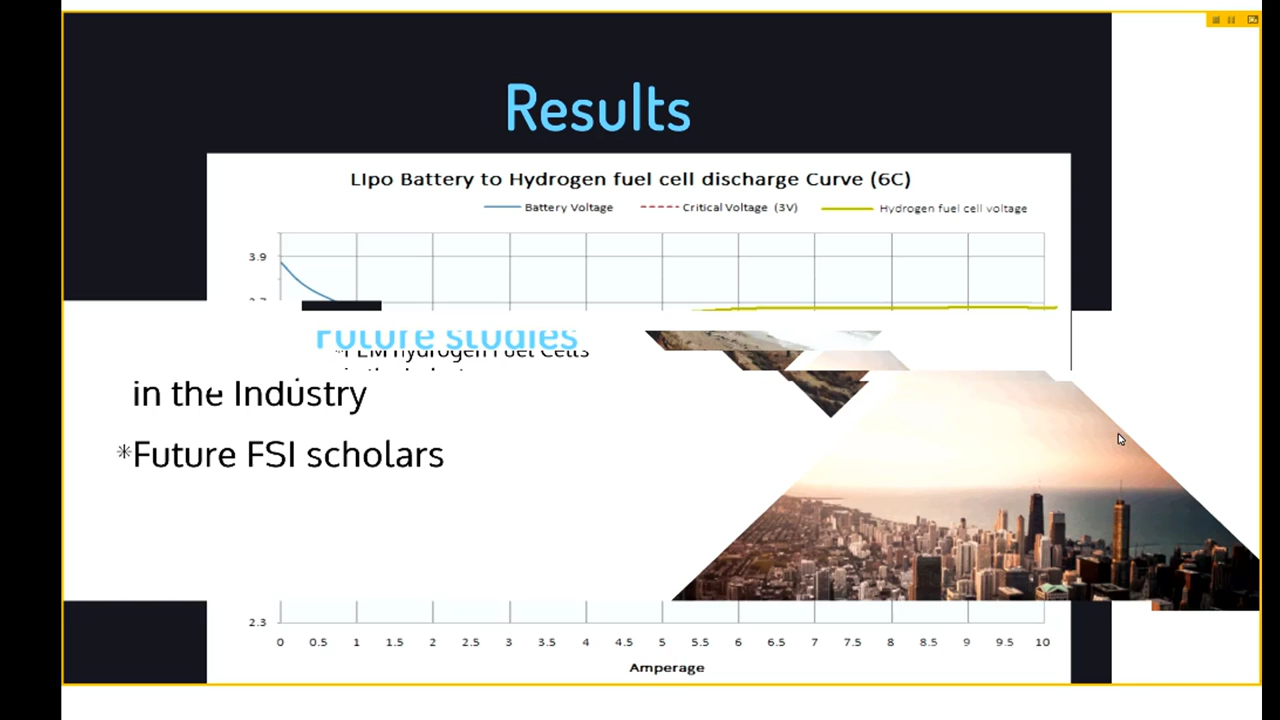 Results
LIpo Battery to Hydrogen fuel cell discharge Curve (6C)
Battery Voltage Critical Voltage (3V) Hydrogen fuel cell voltage
3.9
Future studies
*PEM hydrogen Fuel Cells
in the Industry
*Future FSI scholars
2.3
0 0.5 1 1.5 2 2.5 3 3.5 4 4.5 5 5.5 6 6.5 7 7.5 8 8.5 9 9.5 10
Amperage